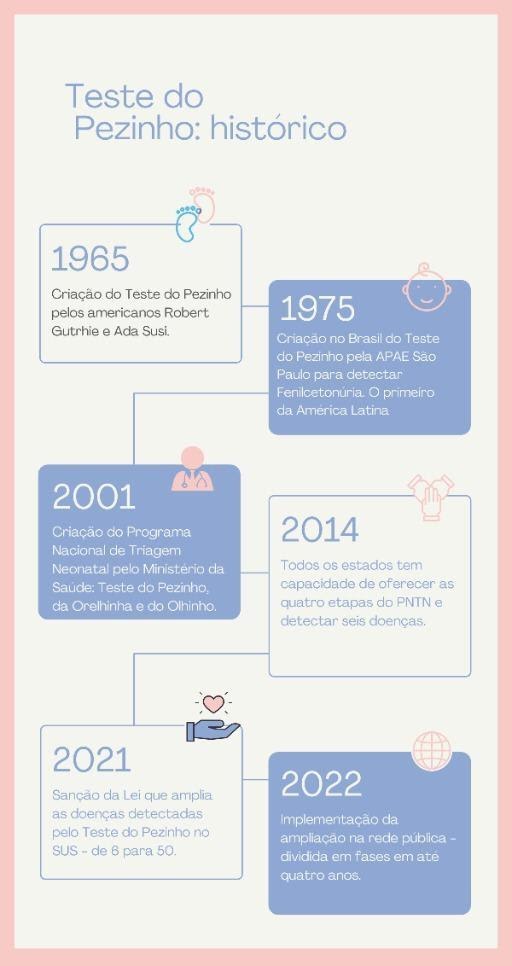 Teste do
Pezinho: histórico
1965
Criação do Teste do Pezinho
pelos americanos Robert
Gutrhie e Ada Susi.
1975
Criação no Brasil do Teste
do Pezinho pela APAE São
Paulo para detectar
Fenilcetonúria. O primeiro
da América Latina
2001
Criação do Programa
Nacional de Triagem
Neonatal pelo Ministério da
Saúde: Teste do Pezinho,
da Orelhinha e do Olhinho.
2014
Todos os estados tem
capacidade de oferecer as
quatro etapas do PNTN e
detectar seis doenças.
2021
Sanção da Lei que amplia
as doenças detectadas
pelo Teste do Pezinho no
SUS - de 6 para 50.
2022
Implementação da
ampliação na rede pública -
dividida em fases em até
quatro anos.